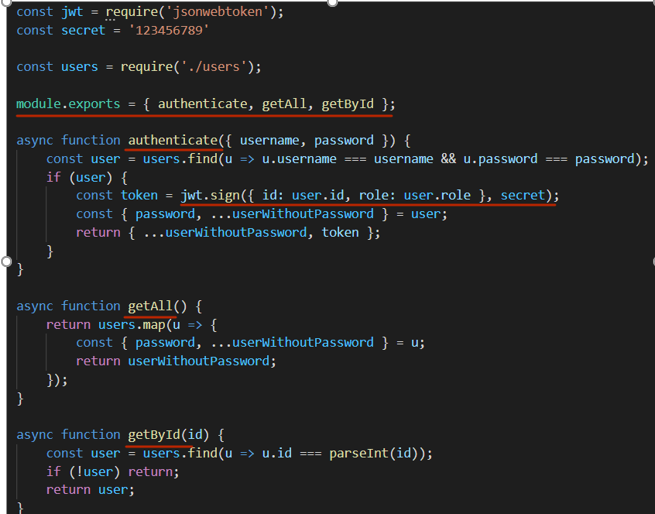 const jwt = require('jsonwebtoken');
const secret = '123456789'
const users = require('./users');
module.exports = { authenticate, getAll, getById };
async function authenticate({ username, password }) {
const user = users.find(u => u.username === username && u.password === password);
if (user) {
const token = jwt.sign({ id: user.id, role: user.role }, secret);
const { password, ...userWithoutPassword } = user;
return { ...userWithoutPassword, token };
}
}
async function getAll() {
return users.map(u => {
const { password, ...userWithoutPassword } = u;
return userWithoutPassword;
});
}
async function getById(id) {
const user = users.find(u => u.id === parseInt(id));
if (!user) return;
return user;
}